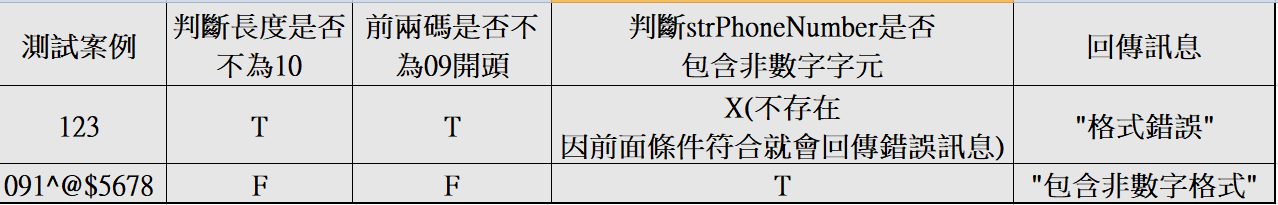 測試案例
判斷長度是否
不為10
前兩碼是否不
為09開頭
判斷strPhoneNumber是否
包含非數字字元
回傳訊息
123
T
T
X(不存在
因前面條件符合就會回傳錯誤訊息)
"格式錯誤"
091^@$5678
F
F
T
"包含非數字格式"